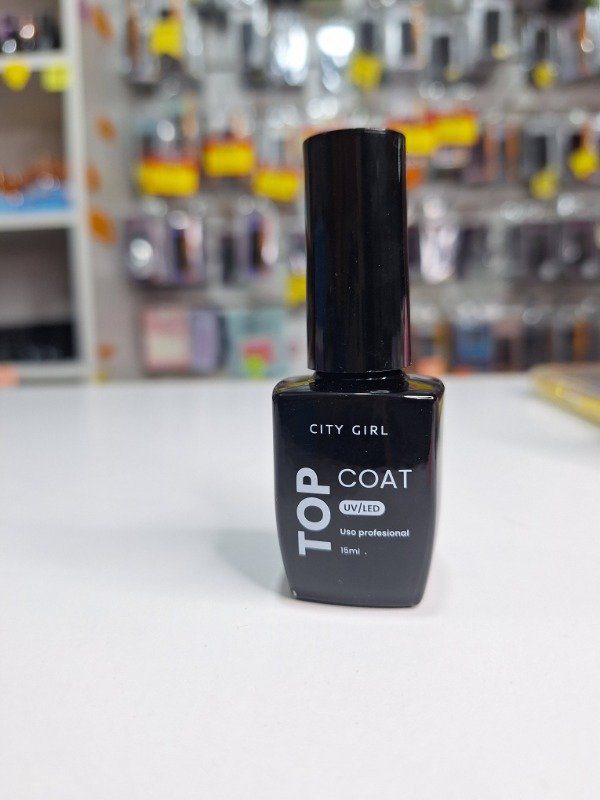 CITY GIRL
TOP
COAT
UV/LED
Uso profesional
15ml